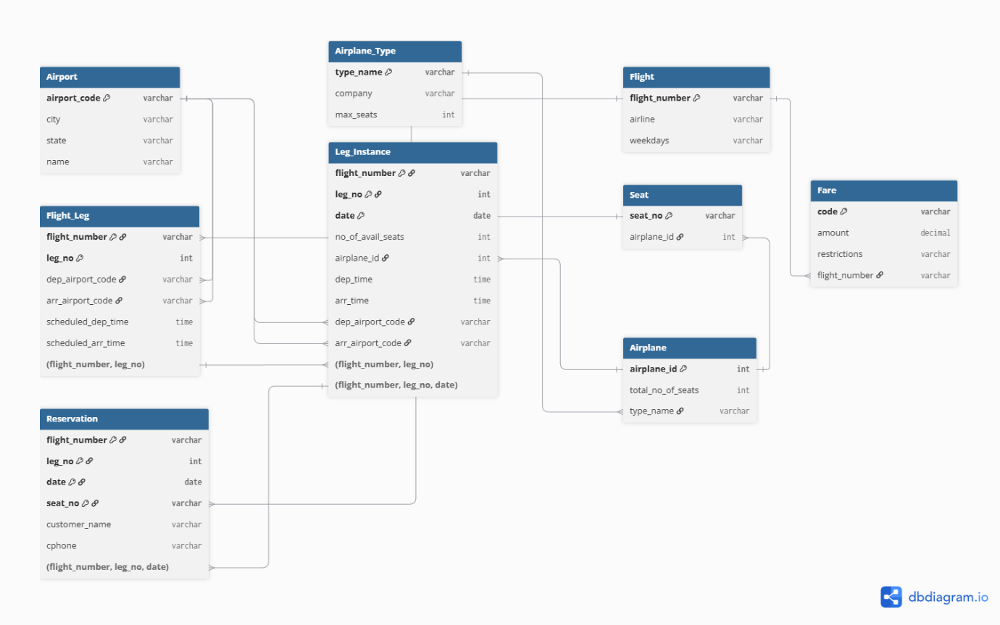 Airport
airport_code varchar
city varchar
state varchar
name varchar
Flight_Leg
flight_number varchar
leg_no int
dep_airport_code varchar
arr_airport_code varchar
scheduled_dep_time time
scheduled_arr_time time
(flight_number, leg_no)
Reservation
flight_number varchar
leg_no int
date date
seat_no varchar
customer_name varchar
cphone varchar
(flight_number, leg_no, date)
Airplane_Type
type_name varchar
company varchar
max_seats int
Leg_Instance
flight_number varchar
leg_no int
date date
no_of_avail_seats int
airplane_id int
dep_time time
arr_time time
dep_airport_code varchar
arr_airport_code varchar
(flight_number, leg_no)
(flight_number, leg_no, date)
Flight
flight_number varchar
airline varchar
weekdays varchar
Seat
seat_no varchar
airplane_id int
Airplane
airplane_id int
total_no_of_seats int
type_name varchar
Fare
code varchar
amount decimal
restrictions varchar
flight_number varchar
dbdiagram.io